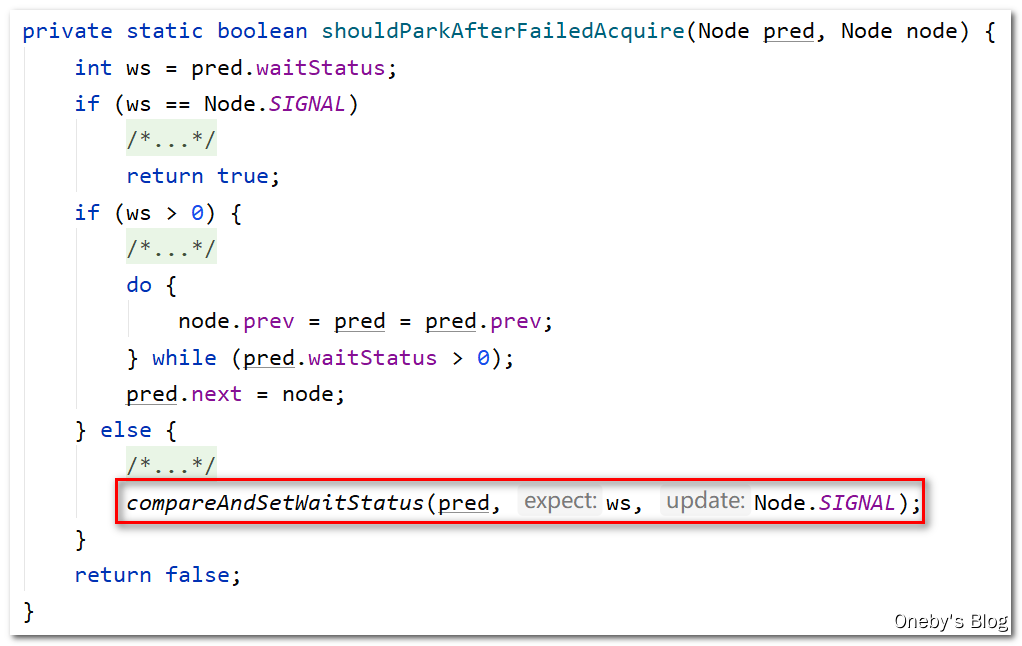 private static boolean shouldParkAfterFailedAcquire(Node pred, Node node) {
    int ws = pred.waitStatus;
    if (ws == Node.SIGNAL)
        /*...*/
        return true;
    if (ws > 0) {
        /*...*/
        do {
            node.prev = pred = pred.prev;
        } while (pred.waitStatus > 0);
        pred.next = node;
    } else {
        /*...*/
        compareAndSetWaitStatus(pred, expect: ws, update: Node.SIGNAL);
    }
    return false;
}
Oneby's Blog